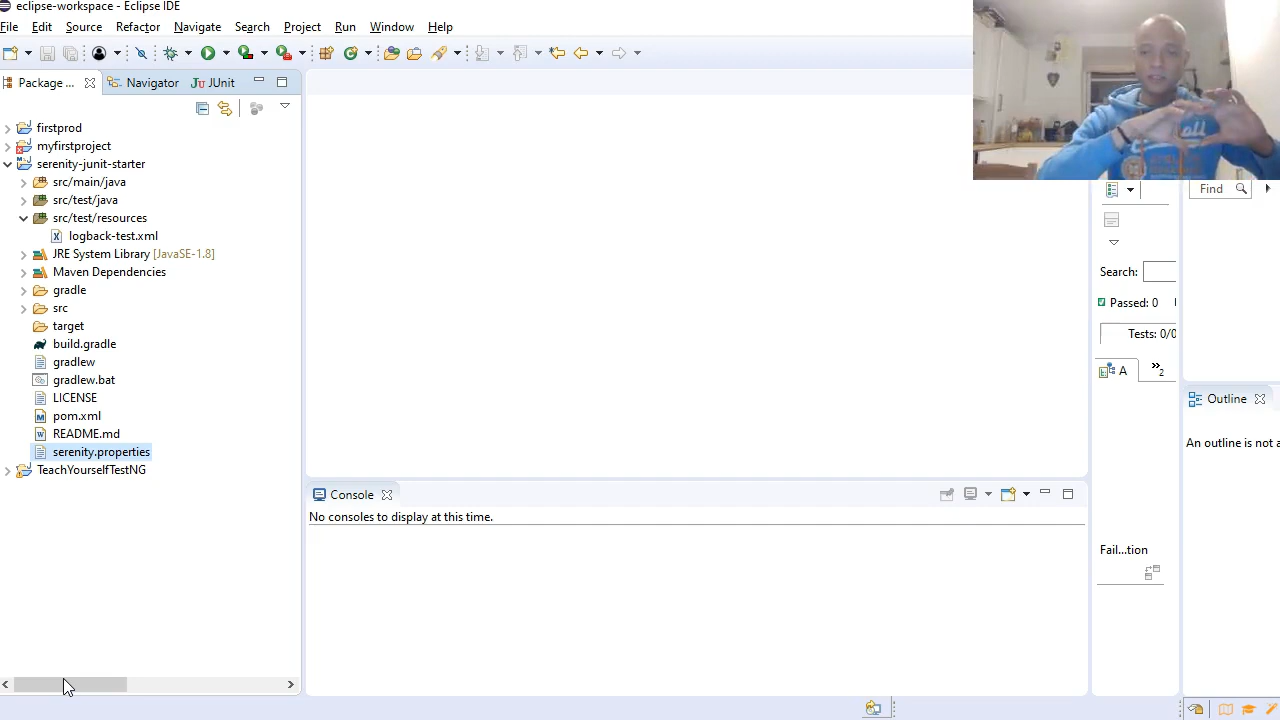 eclipse-workspace - Eclipse IDE
File Edit Source Refactor Navigate Search Project Run Window Help
Package ... Navigator JUnit
firstprod
myfirstproject
serenity-junit-starter
src/main/java
src/test/java
src/test/resources
logback-test.xml
JRE System Library [JavaSE-1.8]
Maven Dependencies
gradle
src
target
build.gradle
gradlew
gradlew.bat
LICENSE
pom.xml
README.md
serenity.properties
TeachYourselfTestNG
Console
No consoles to display at this time.
Search:
Passed: 0
Tests: 0/0
A »2
Fail...tion
Find
Outline
An outline is not a